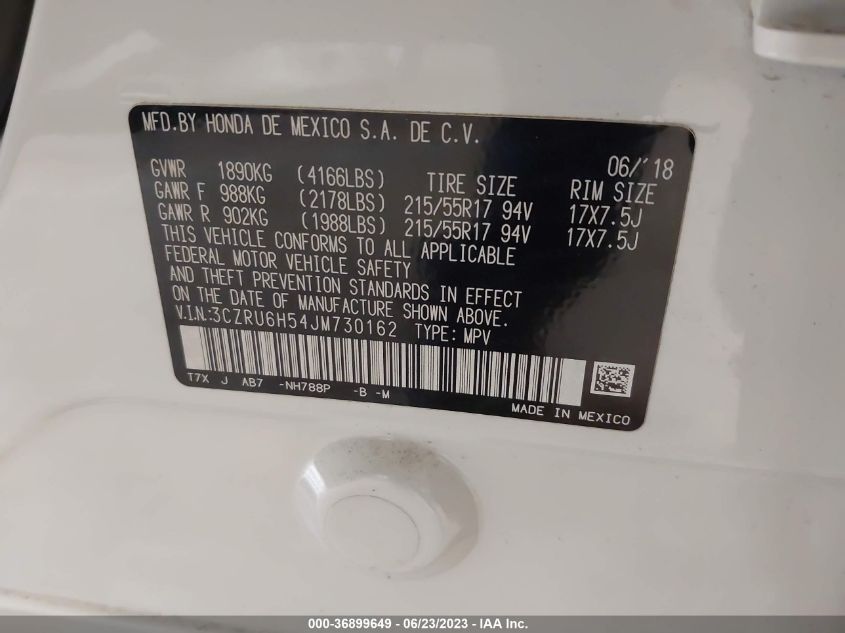 MFD.BY HONDA DE MEXICO S.A. DE C.V.
06/'18
GVWR 1890KG (4166LBS) TIRE SIZE RIM SIZE
GAWR F 988KG (2178LBS) 215/55R17 94V 17X7.5J
GAWR R 902KG (1988LBS) 215/55R17 94V 17X7.5J
THIS VEHICLE CONFORMS TO ALL APPLICABLE
FEDERAL MOTOR VEHICLE SAFETY
AND THEFT PREVENTION STANDARDS IN EFFECT
ON THE DATE OF MANUFACTURE SHOWN ABOVE.
V.I.N:3CZRU6H54JM730162 TYPE: MPV
T7X J AB7 -NH788P -B -M
MADE IN MEXICO
000-36899649 - 06/23/2023 - IAA Inc.